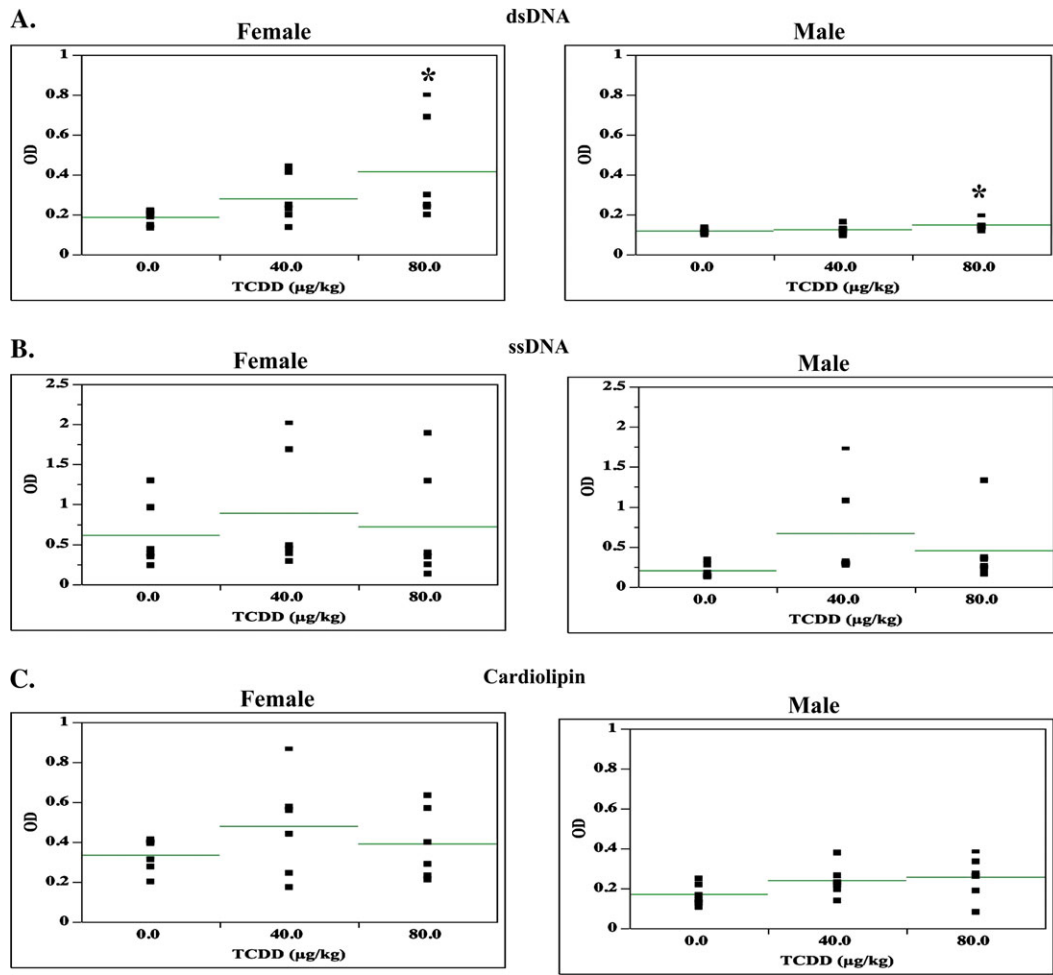 A.
dsDNA
Female
Male
1
0.8
0.6
0.4
0.2
0
OD
*
0.0 40.0 80.0
TCDD (µg/kg)
1
0.8
0.6
0.4
0.2
0
OD
*
0.0 40.0 80.0
TCDD (µg/kg)
B.
ssDNA
Female
Male
2.5
2
1.5
1
0.5
0
OD
0.0 40.0 80.0
TCDD (µg/kg)
2.5
2
1.5
1
0.5
0
OD
0.0 40.0 80.0
TCDD (µg/kg)
C.
Cardiolipin
Female
Male
1
0.8
0.6
0.4
0.2
0
OD
0.0 40.0 80.0
TCDD (µg/kg)
1
0.8
0.6
0.4
0.2
0
OD
0.0 40.0 80.0
TCDD (µg/kg)